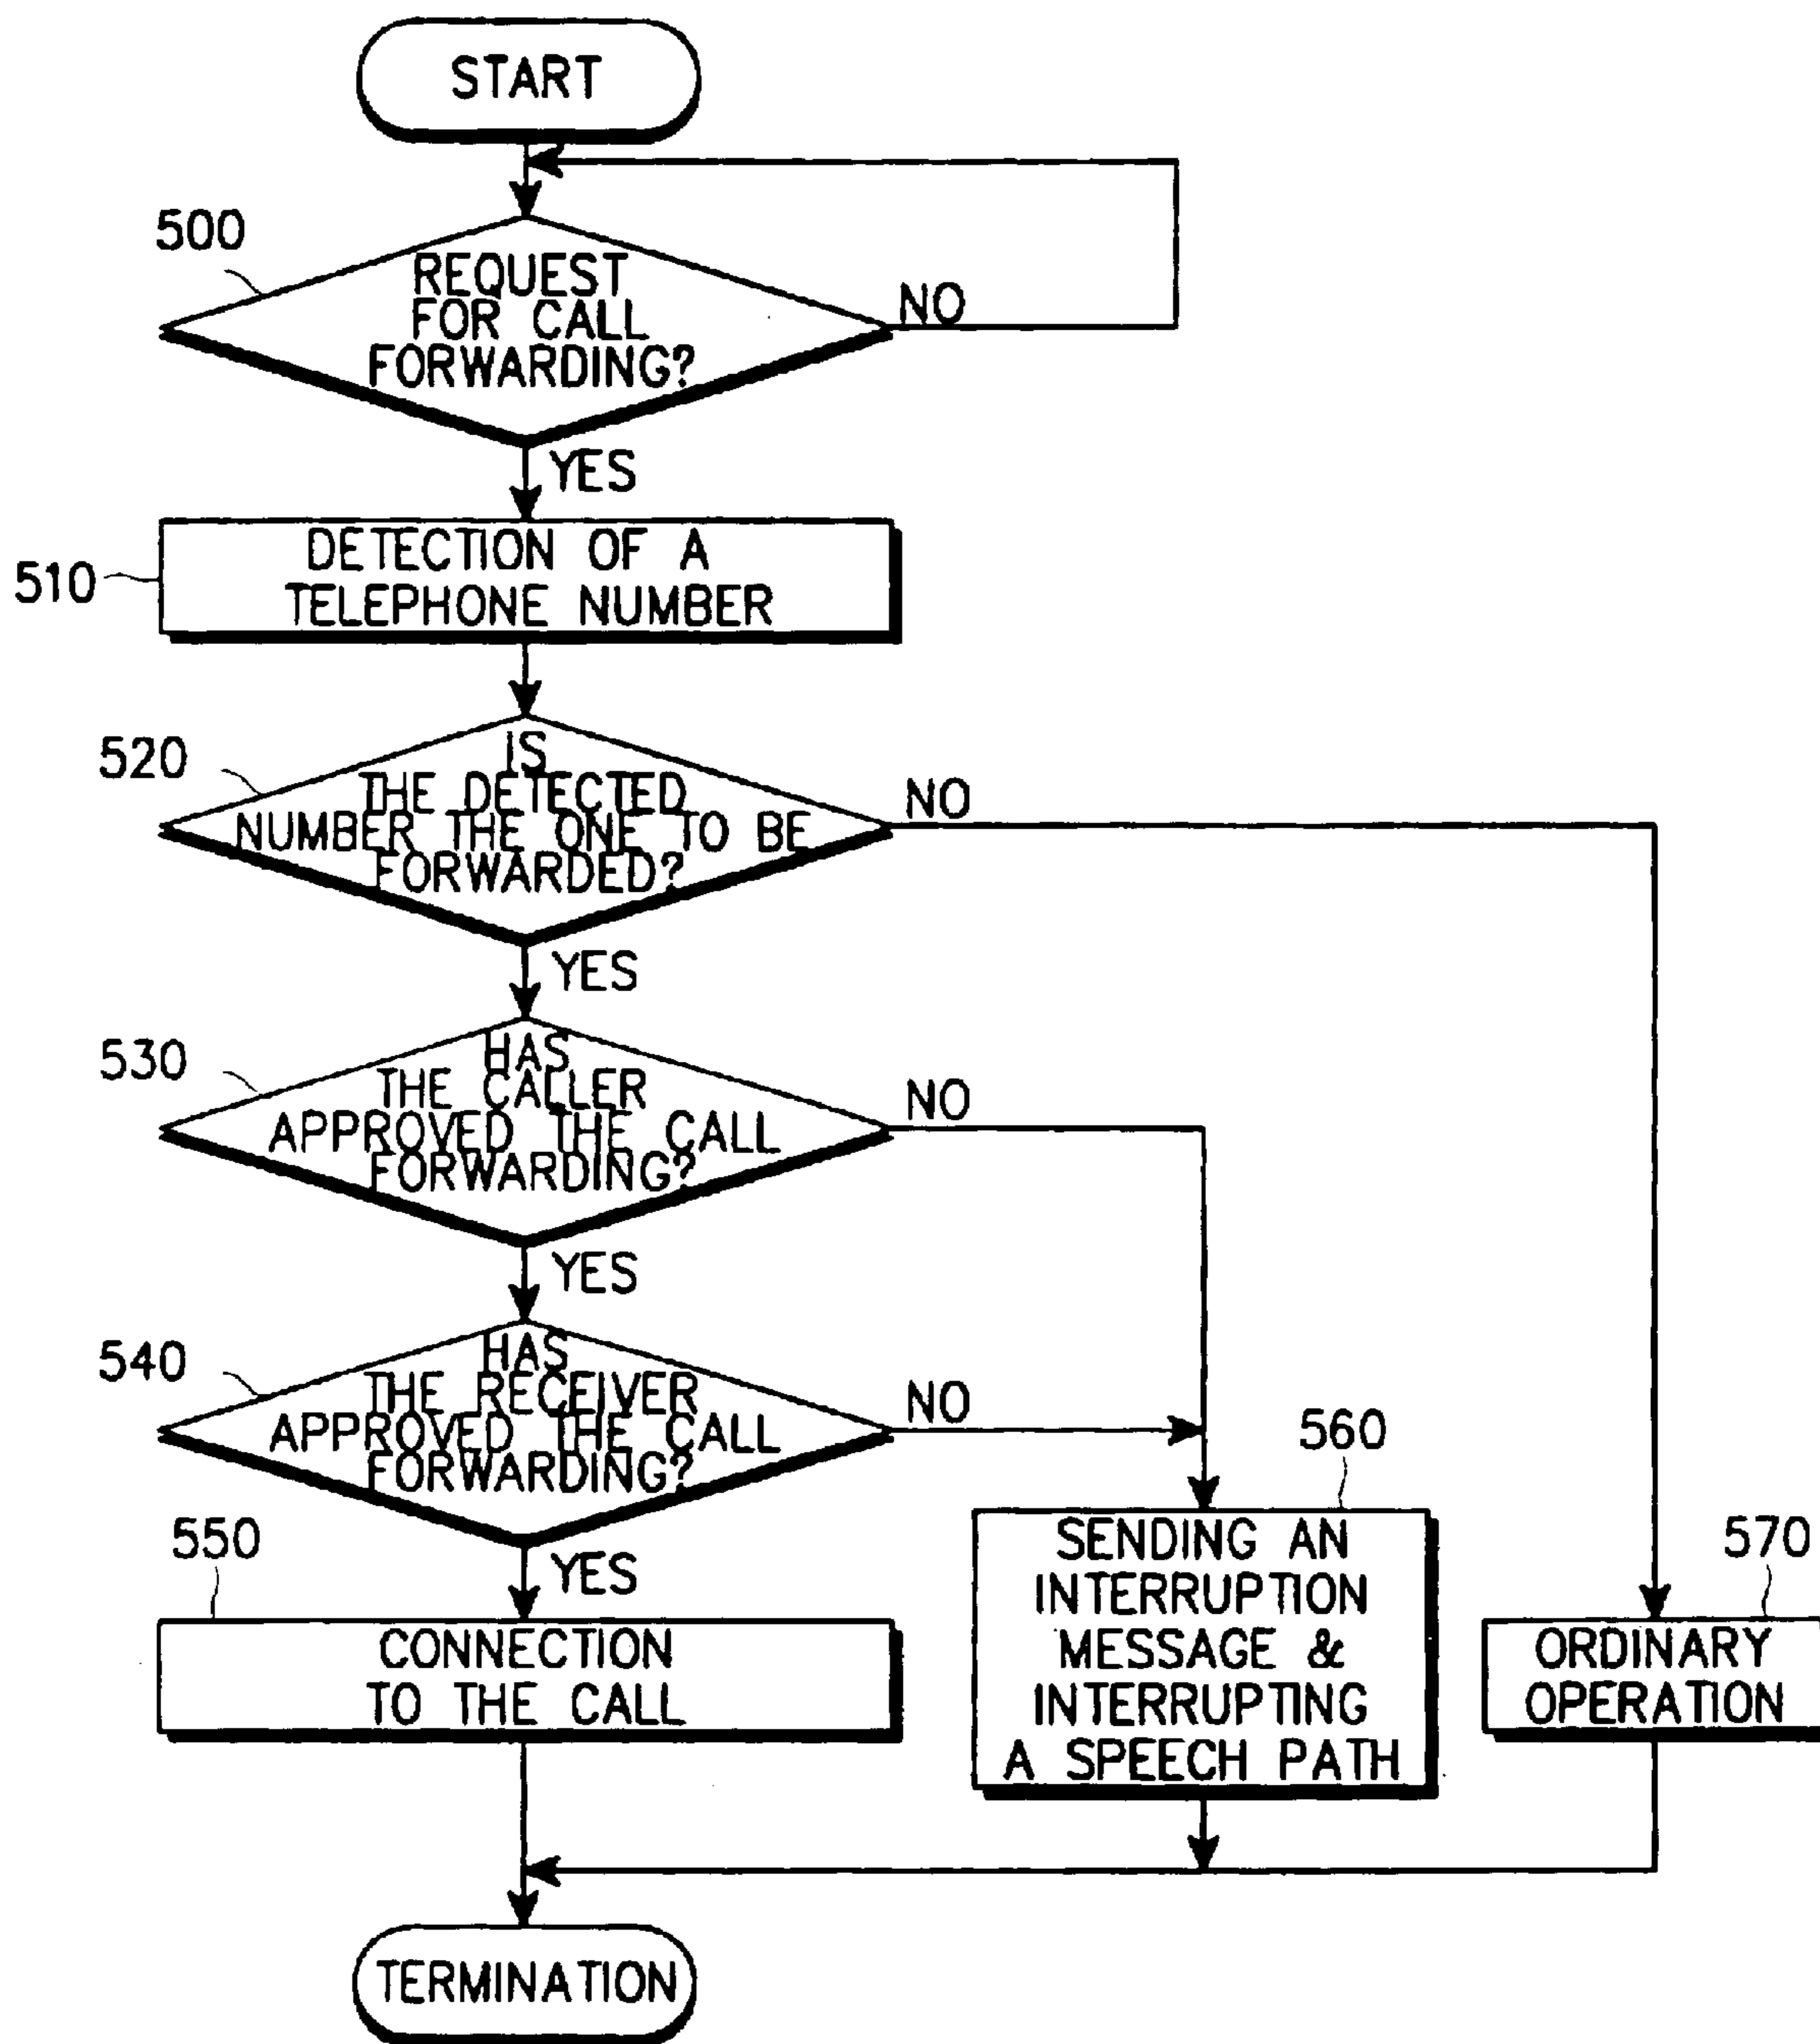 START
500
REQUEST
FOR CALL
FORWARDING?
NO
YES
510
DETECTION OF A
TELEPHONE NUMBER
520
IS
THE DETECTED
NUMBER THE ONE TO BE
FORWARDED?
NO
YES
530
HAS
THE CALLER
APPROVED THE CALL
FORWARDING?
NO
YES
540
HAS
THE RECEIVER
APPROVED THE CALL
FORWARDING?
NO
YES
550
CONNECTION
TO THE CALL
560
SENDING AN
INTERRUPTION
MESSAGE &
INTERRUPTING
A SPEECH PATH
570
ORDINARY
OPERATION
TERMINATION